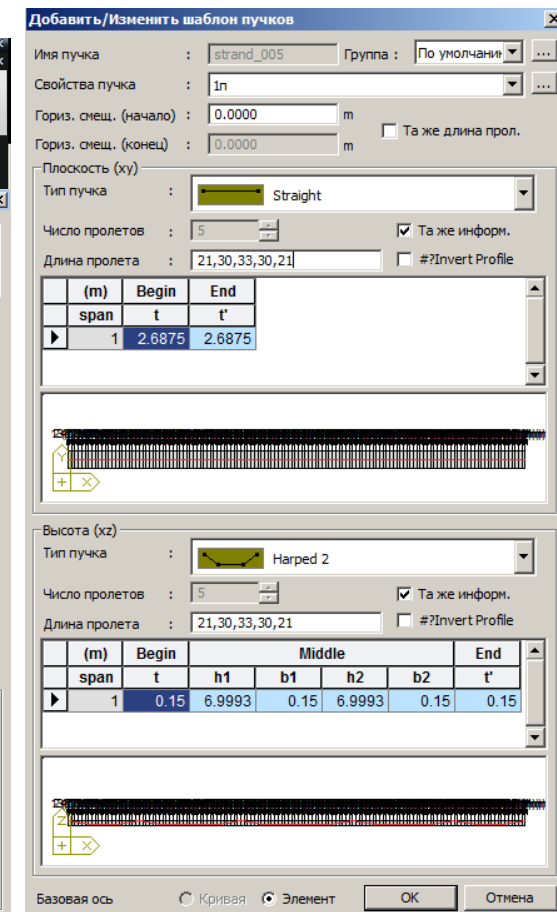 Добавить/Изменить шаблон пучков
Имя пучка : strand_005 Группа : По умолчани ...
Свойства пучка : 1п ...
Гориз. смещ. (начало) : 0.0000 m
Та же длина прол.
Гориз. смещ. (конец) : 0.0000 m
Плоскость (xy)
Тип пучка : Straight
Число пролетов : 5 Та же информ.
Длина пролета : 21,30,33,30,21 #?Invert Profile
(m) Begin End
span t t'
1 2.6875 2.6875
Y
+ X
Высота (xz)
Тип пучка : Harped 2
Число пролетов : 5 Та же информ.
Длина пролета : 21,30,33,30,21 #?Invert Profile
(m) Begin Middle End
span t h1 b1 h2 b2 t'
1 0.15 6.9993 0.15 6.9993 0.15 0.15
Z
+ X
Базовая ось Кривая Элемент OK Отмена